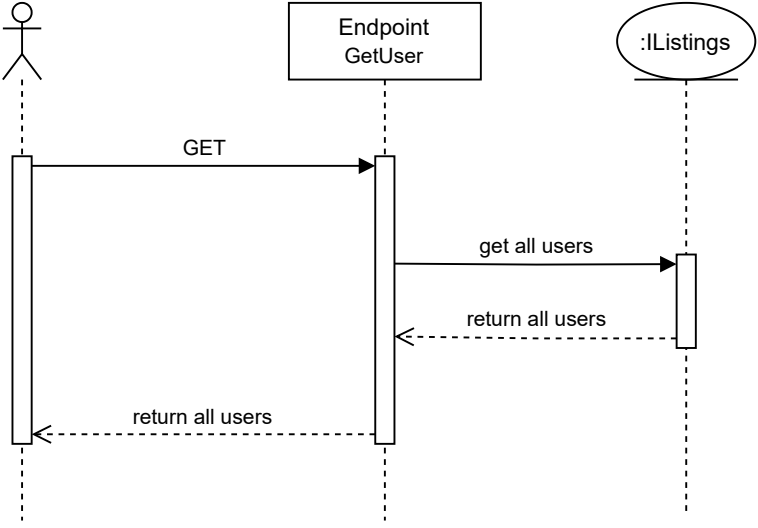 Endpoint
GetUser
:IListings
GET
get all users
return all users
return all users